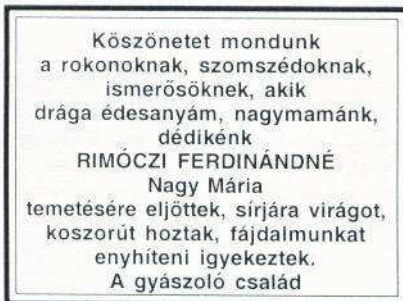 Köszönetet mondunk
a rokonoknak, szomszédoknak,
ismerősöknek, akik
drága édesanyám, nagymamánk,
dédikénk
RIMÓCZI FERDINÁNDNÉ
Nagy Mária
temetésére eljöttek, sírjára virágot,
koszorút hoztak, fájdalmunkat
enyhíteni igyekeztek.
A gyászoló család